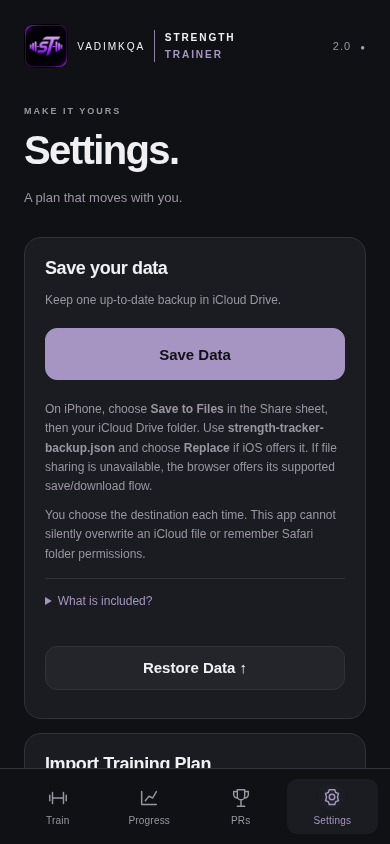 VADIMKQA
STRENGTH
TRAINER
2.0
MAKE IT YOURS
Settings.
A plan that moves with you.
Save your data
Keep one up-to-date backup in iCloud Drive.
Save Data
On iPhone, choose Save to Files in the Share sheet,
then your iCloud Drive folder. Use strength-tracker-
backup.json and choose Replace if iOS offers it. If file
sharing is unavailable, the browser offers its supported
save/download flow.
You choose the destination each time. This app cannot
silently overwrite an iCloud file or remember Safari
folder permissions.
What is included?
Restore Data ↑
Import Training Plan
Train
Progress
PRs
Settings